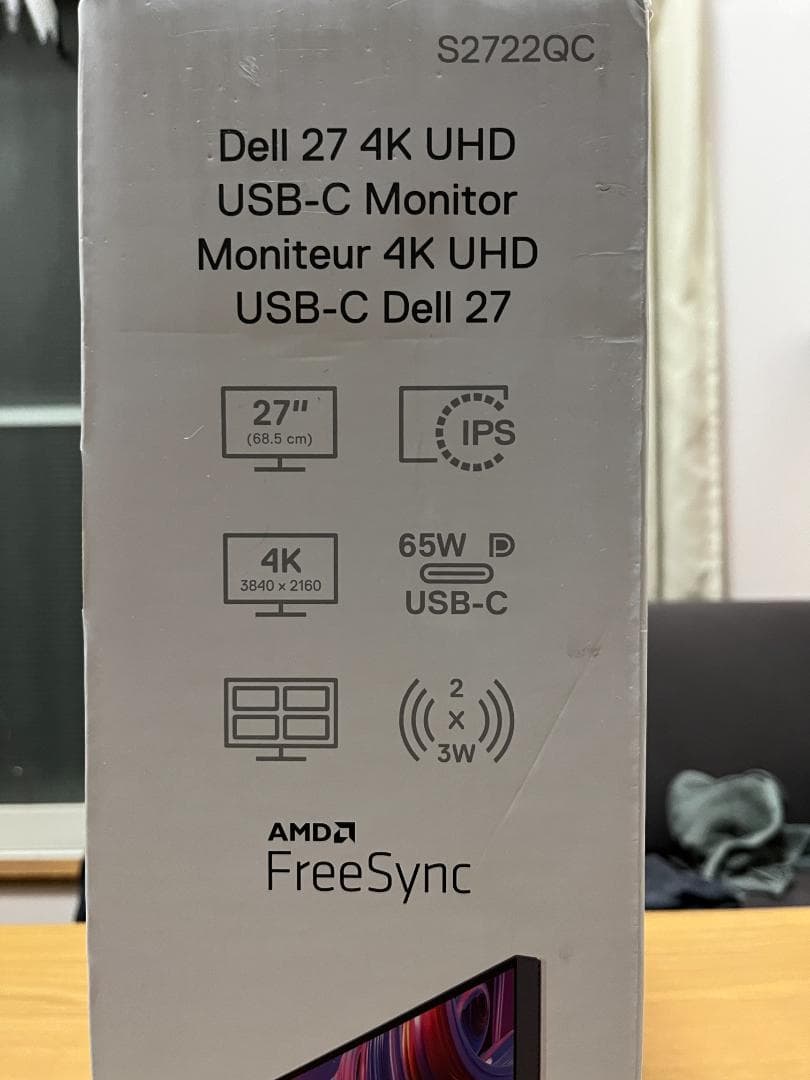 S2722QC
Dell 27 4K UHD
USB-C Monitor
Moniteur 4K UHD
USB-C Dell 27
27"
(68.5 cm)
IPS
4K
3840 x 2160
65W
USB-C
2
x
3W
AMD
FreeSync